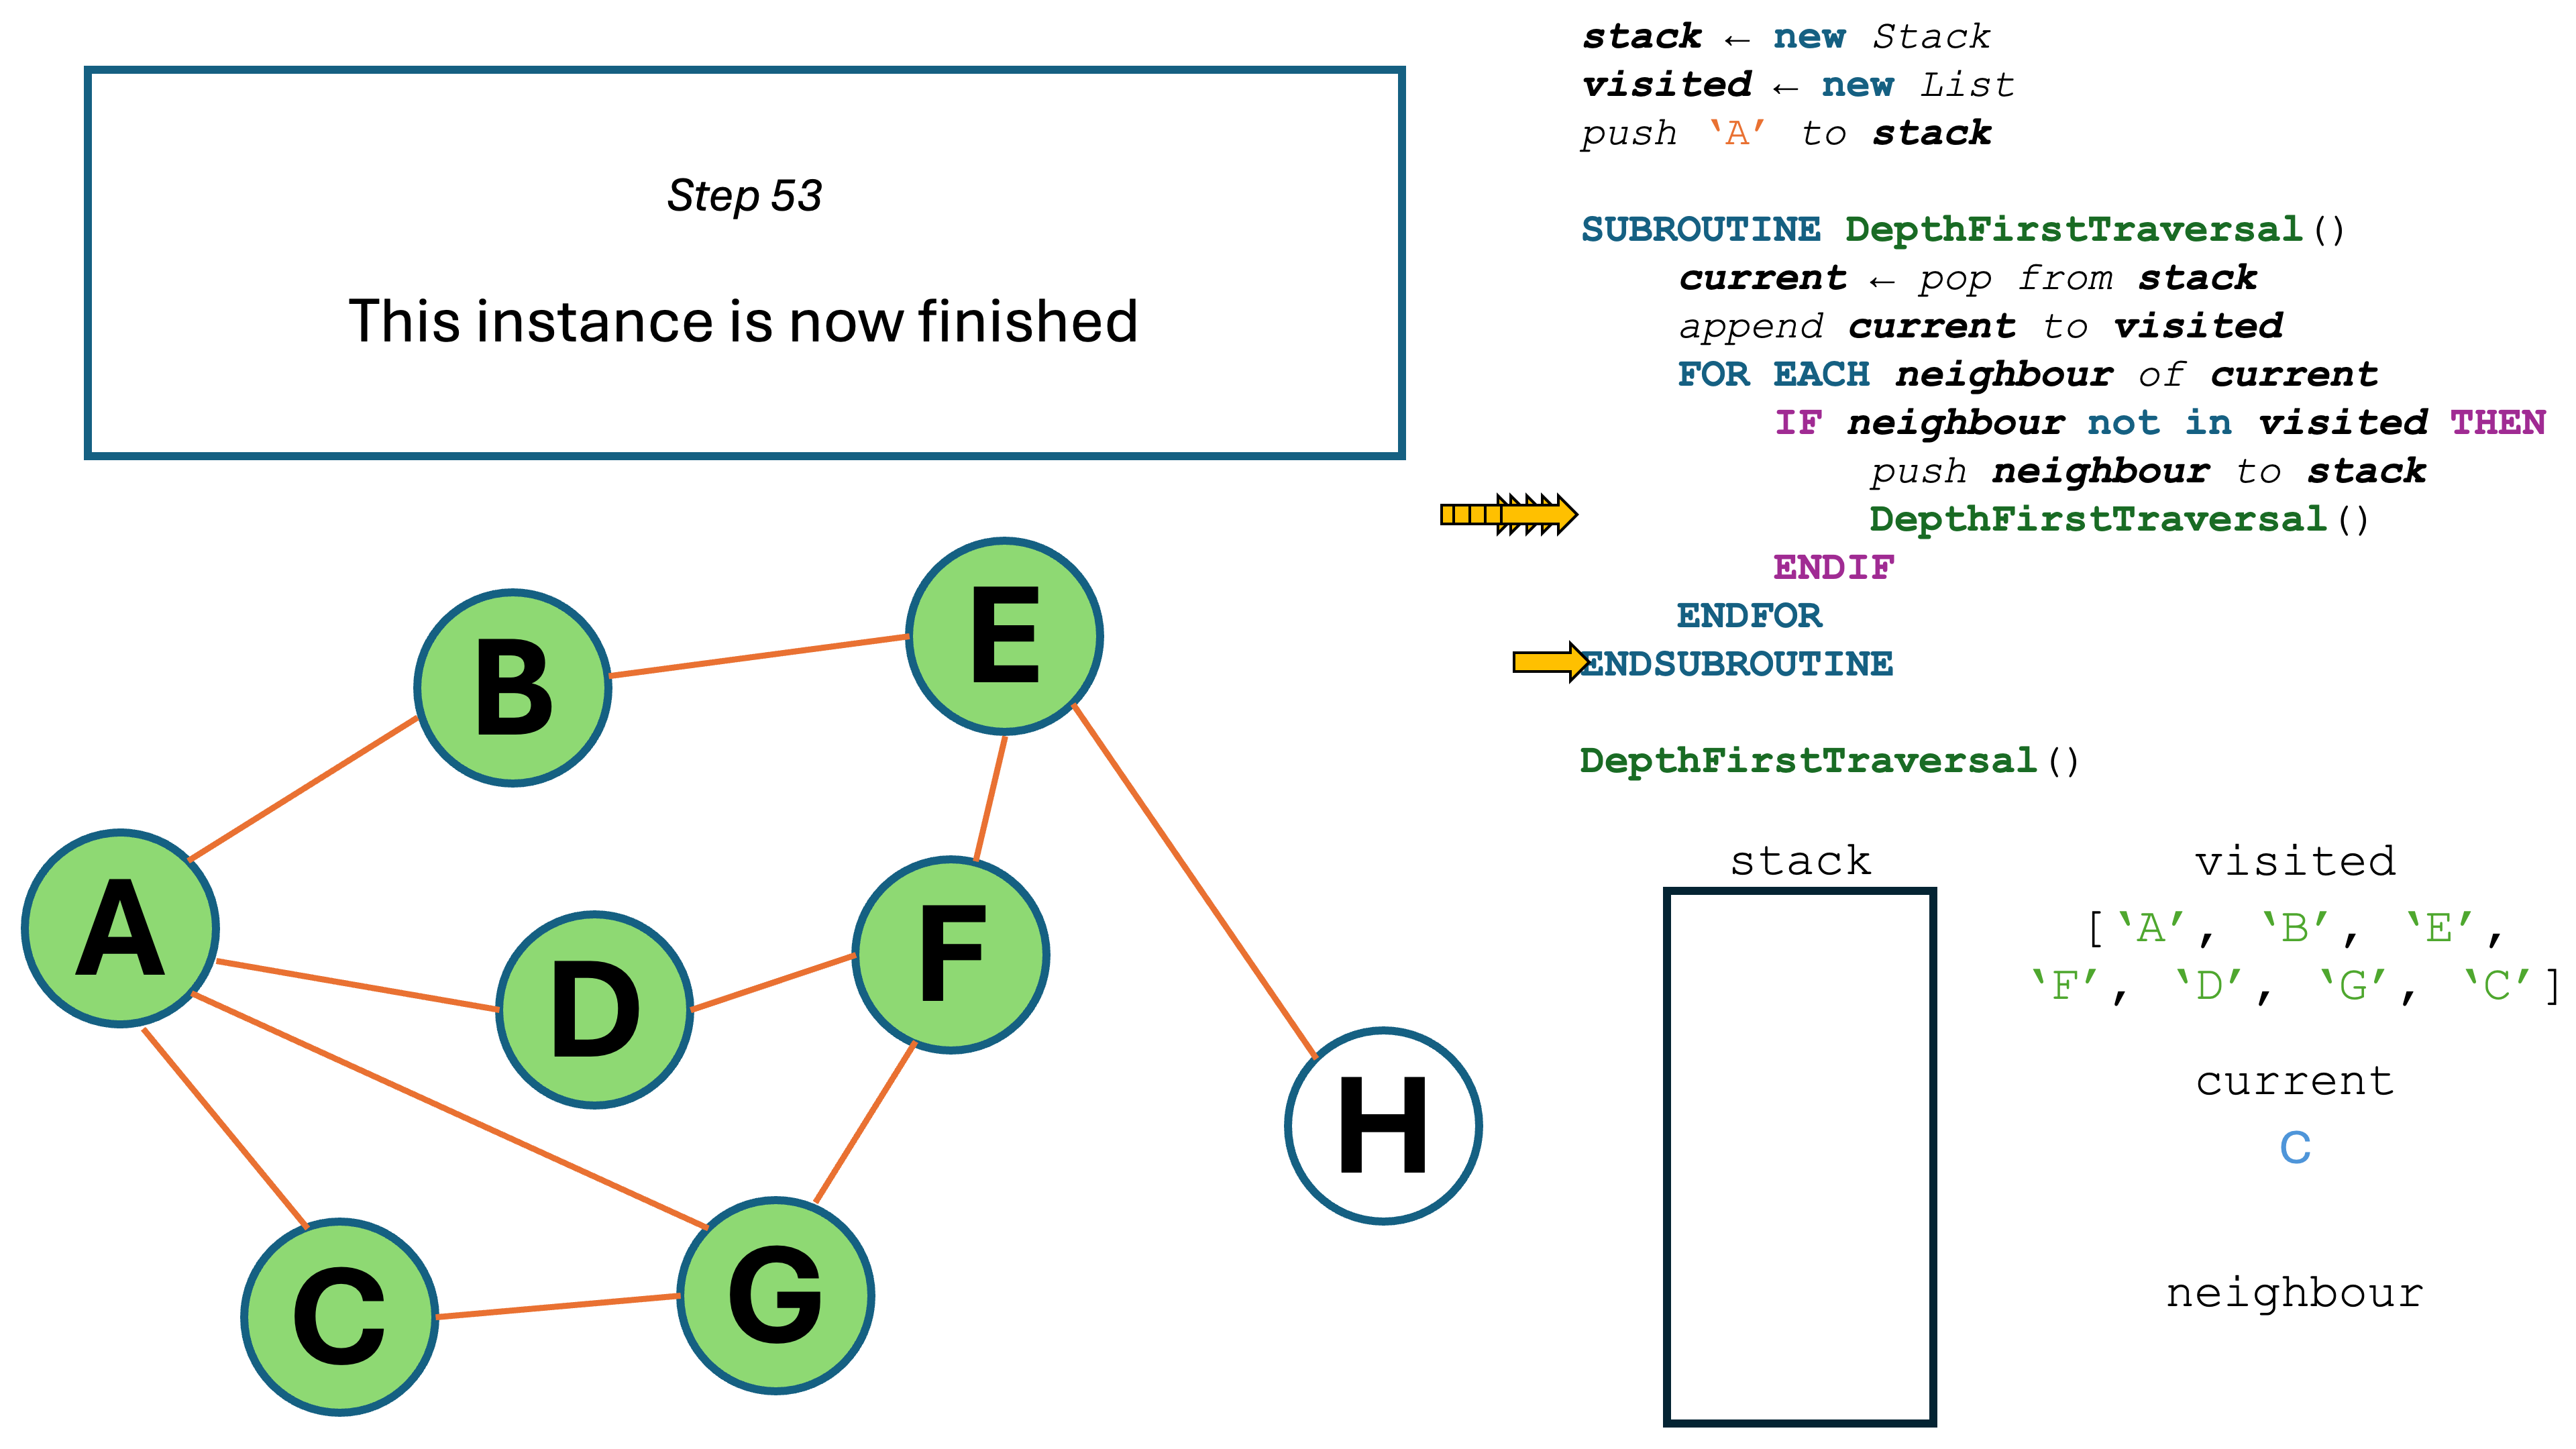 Step 53
This instance is now finished
stack ← new Stack
visited ← new List
push ‘A’ to stack
SUBROUTINE DepthFirstTraversal()
current ← pop from stack
append current to visited
FOR EACH neighbour of current
IF neighbour not in visited THEN
push neighbour to stack
DepthFirstTraversal()
ENDIF
ENDFOR
ENDSUBROUTINE
DepthFirstTraversal()
B
E
A
D
F
H
C
G
stack
visited
[‘A’, ‘B’, ‘E’,
‘F’, ‘D’, ‘G’, ‘C’]
current
C
neighbour